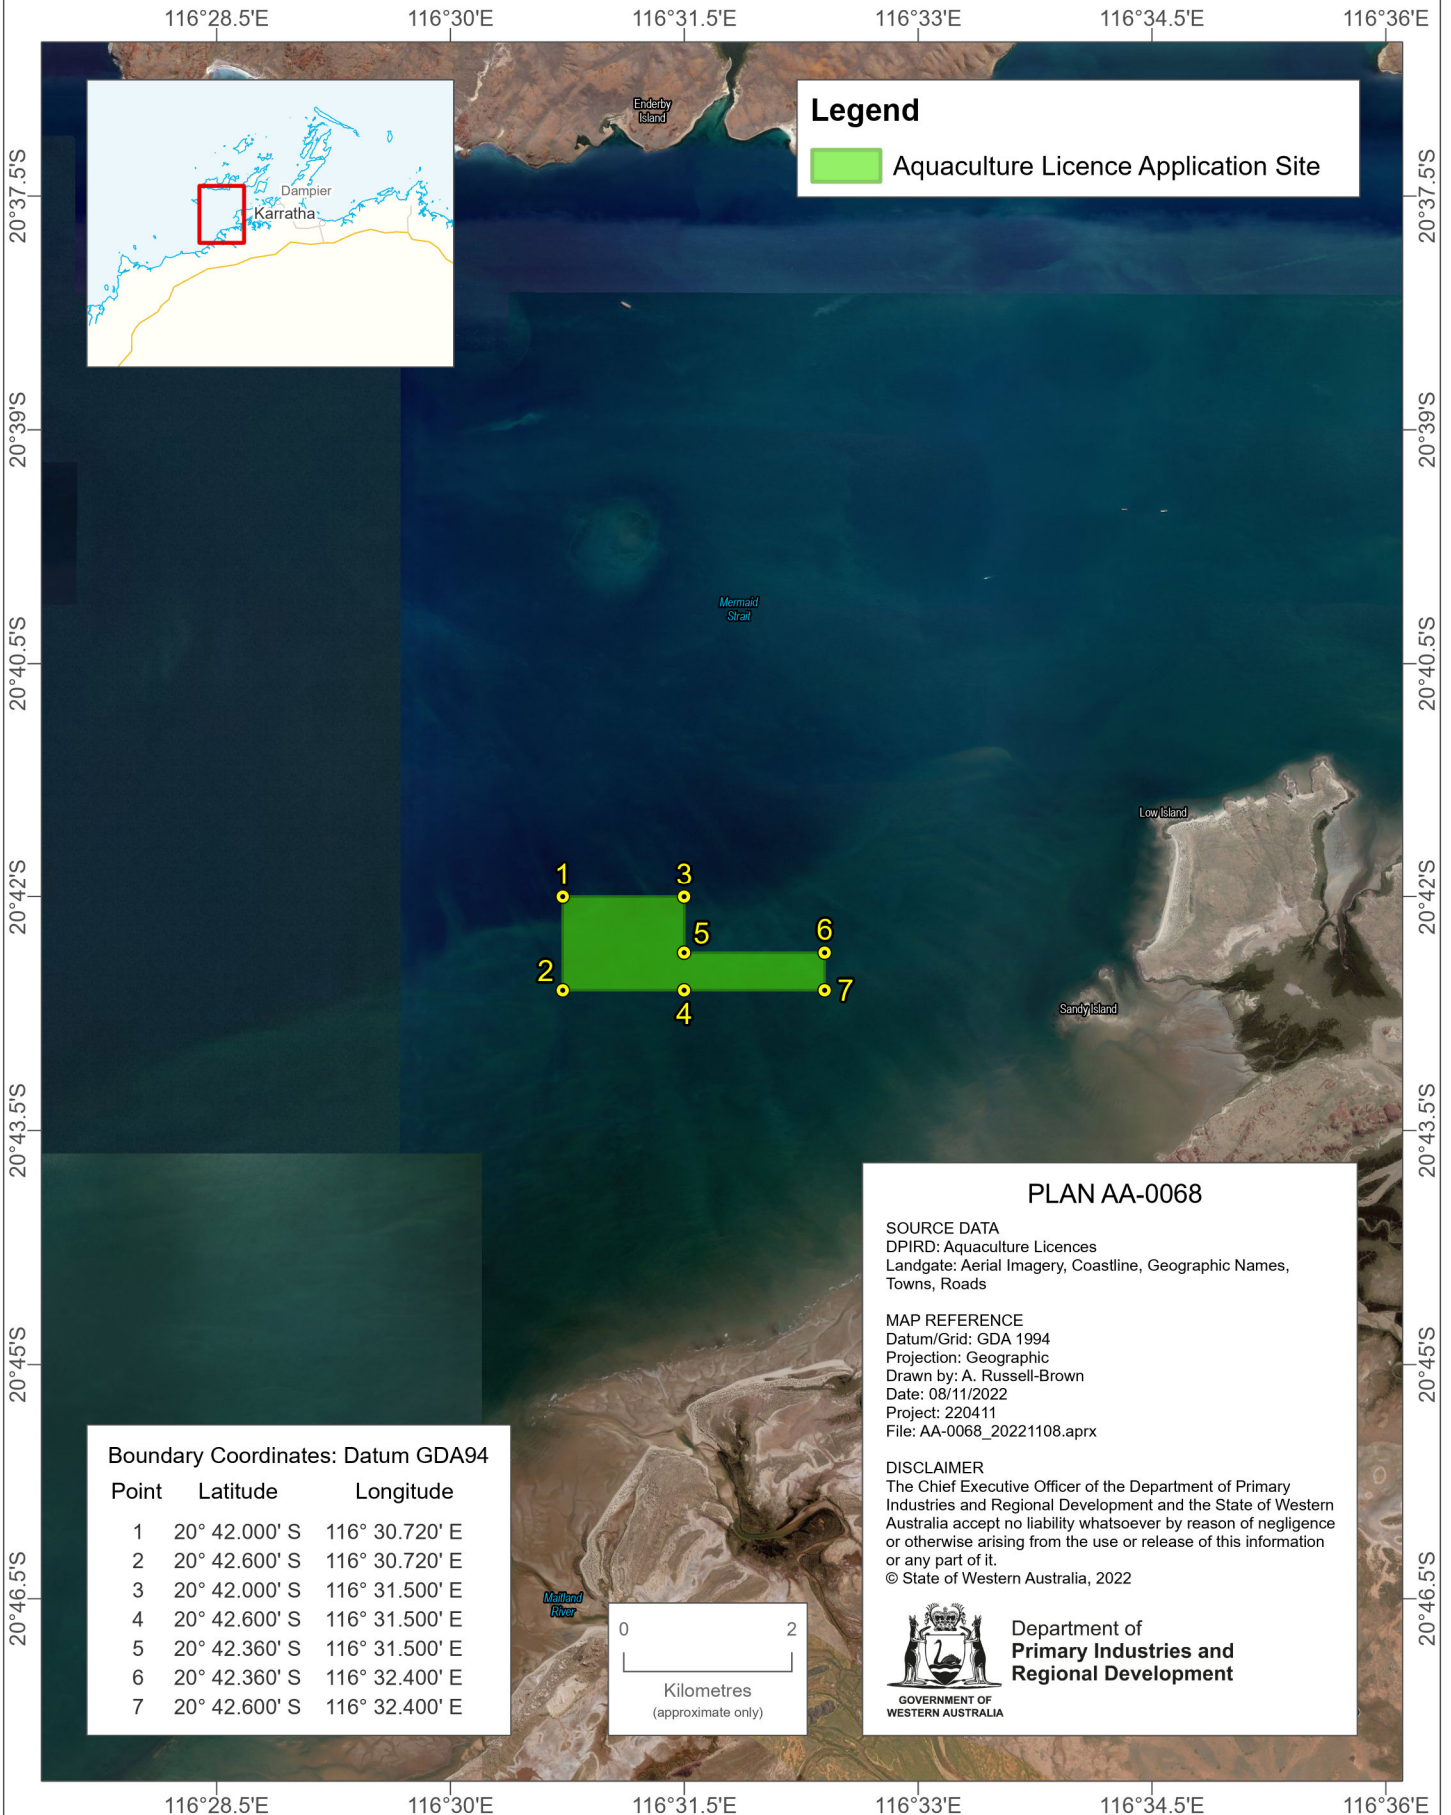 116°28.5'E 116°30'E 116°31.5'E 116°33'E 116°34.5'E 116°36'E
Enderby
Island
Legend
Aquaculture Licence Application Site
Dampier
Karratha
20°37.5'S 20°37.5'S
20°39'S 20°39'S
Mermaid
Strait
20°40.5'S 20°40.5'S
Low Island
20°42'S 20°42'S
1 3
5 6
2 7
4
Sandy Island
20°43.5'S 20°43.5'S
20°45'S 20°45'S
20°46.5'S 20°46.5'S
PLAN AA-0068
SOURCE DATA
DPIRD: Aquaculture Licences
Landgate: Aerial Imagery, Coastline, Geographic Names,
Towns, Roads
MAP REFERENCE
Datum/Grid: GDA 1994
Projection: Geographic
Drawn by: A. Russell-Brown
Date: 08/11/2022
Project: 220411
File: AA-0068_20221108.aprx
DISCLAIMER
The Chief Executive Officer of the Department of Primary
Industries and Regional Development and the State of Western
Australia accept no liability whatsoever by reason of negligence
or otherwise arising from the use or release of this information
or any part of it.
© State of Western Australia, 2022
Department of
Primary Industries and
Regional Development
GOVERNMENT OF
WESTERN AUSTRALIA
Boundary Coordinates: Datum GDA94
Point Latitude Longitude
1 20° 42.000' S 116° 30.720' E
2 20° 42.600' S 116° 30.720' E
3 20° 42.000' S 116° 31.500' E
4 20° 42.600' S 116° 31.500' E
5 20° 42.360' S 116° 31.500' E
6 20° 42.360' S 116° 32.400' E
7 20° 42.600' S 116° 32.400' E
Maitland
River
0 2
Kilometres
(approximate only)
116°28.5'E 116°30'E 116°31.5'E 116°33'E 116°34.5'E 116°36'E